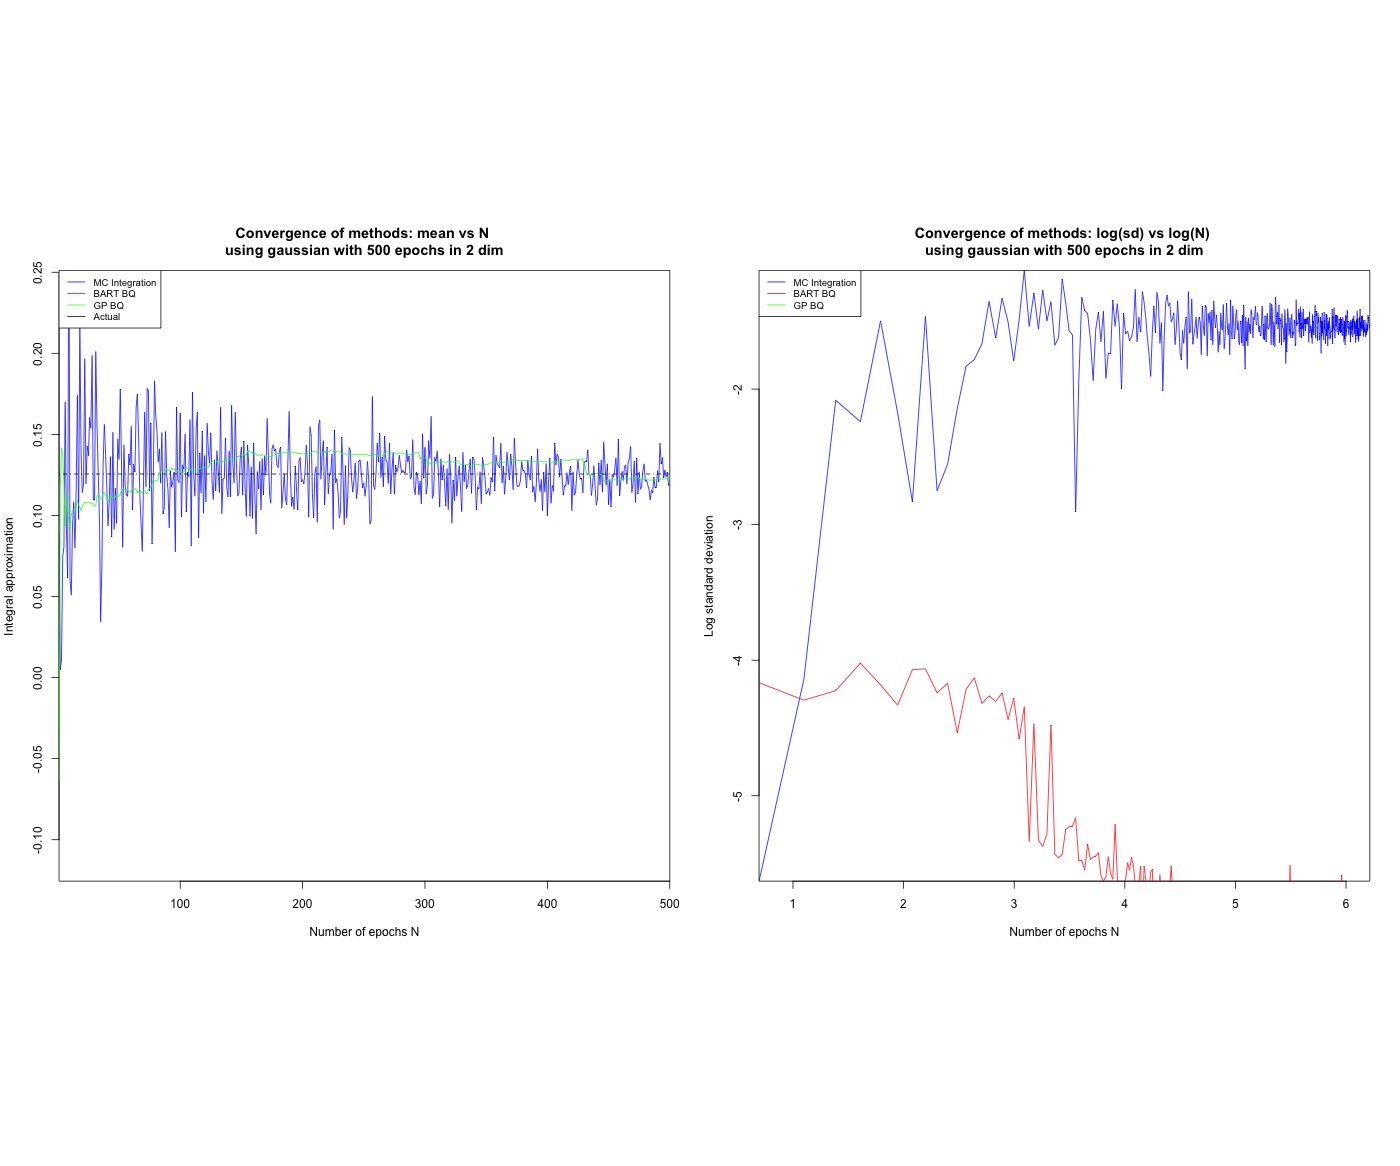 Convergence of methods: mean vs N
using gaussian with 500 epochs in 2 dim
MC Integration
BART BQ
GP BQ
Actual
Integral approximation
0.25
0.20
0.15
0.10
0.05
0.00
-0.05
-0.10
100 200 300 400 500
Number of epochs N
Convergence of methods: log(sd) vs log(N)
using gaussian with 500 epochs in 2 dim
MC Integration
BART BQ
GP BQ
Log standard deviation
-2
-3
-4
-5
1 2 3 4 5 6
Number of epochs N